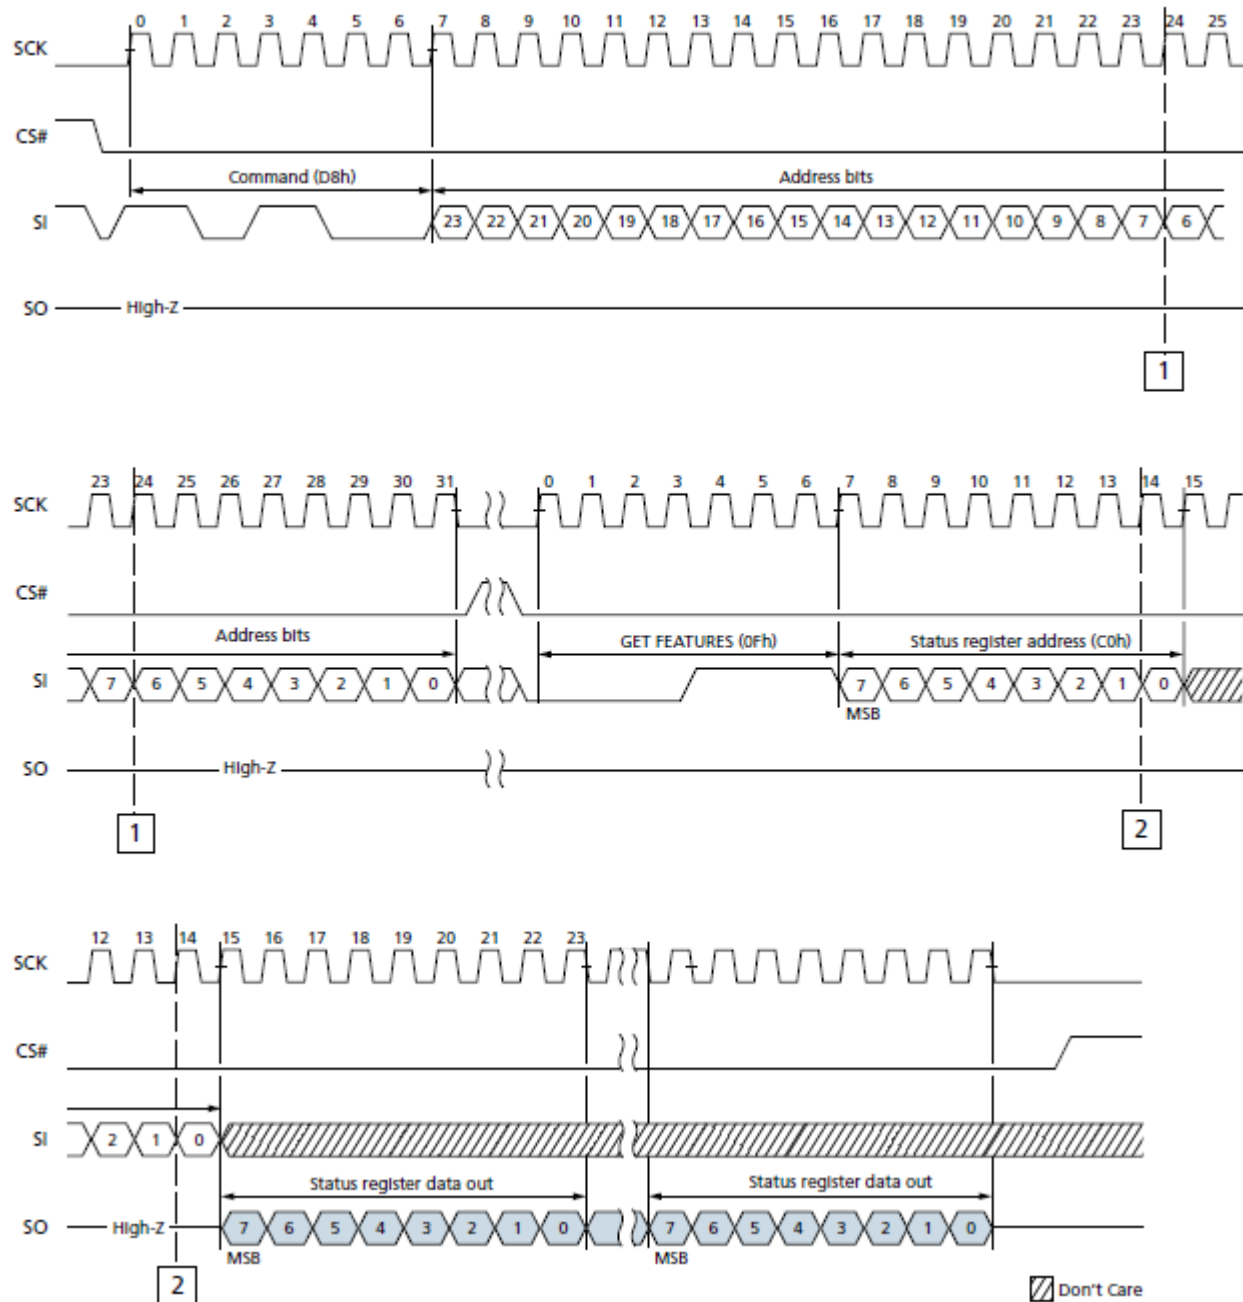 0 1 2 3 4 5 6 7 8 9 10 11 12 13 14 15 16 17 18 19 20 21 22 23 24 25
SCK
CS#
Command (D8h) Address bits
SI 23 22 21 20 19 18 17 16 15 14 13 12 11 10 9 8 7 6
SO High-Z
1
23 24 25 26 27 28 29 30 31 0 1 2 3 4 5 6 7 8 9 10 11 12 13 14 15
SCK
CS#
Address bits GET FEATURES (0Fh) Status register address (C0h)
SI 7 6 5 4 3 2 1 0 7 6 5 4 3 2 1 0
MSB
SO High-Z
1 2
12 13 14 15 16 17 18 19 20 21 22 23
SCK
CS#
SI 2 1 0
Status register data out Status register data out
SO High-Z 7 6 5 4 3 2 1 0 7 6 5 4 3 2 1 0
MSB MSB
2
Don't Care